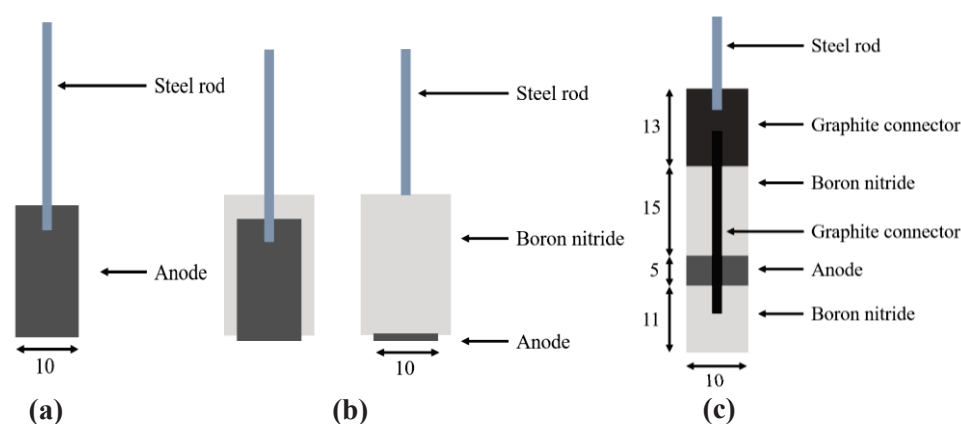 Steel rod
Anode
10
(a)
Steel rod
Boron nitride
Anode
10
(b)
Steel rod
13
Graphite connector
Boron nitride
15
Graphite connector
5
Anode
11
Boron nitride
10
(c)